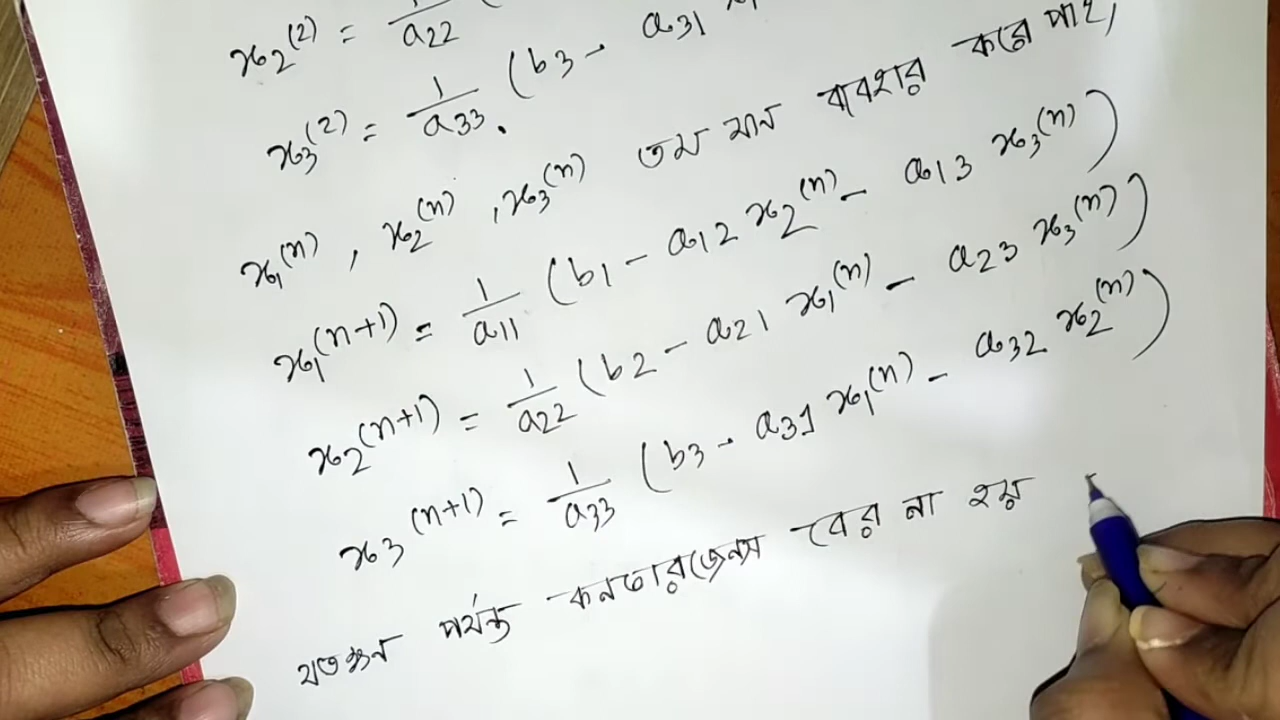 x₂⁽²⁾ = 1/a22 (
x₃⁽²⁾ = 1/a33 . (b3 - a31
x₁⁽ⁿ⁾, x₂⁽ⁿ⁾, x₃⁽ⁿ⁾ তম মান ব্যবহার করে পাই,
x₁⁽ⁿ⁺¹⁾ = 1/a11 (b1 - a12 x₂⁽ⁿ⁾ - a13 x₃⁽ⁿ⁾)
x₂⁽ⁿ⁺¹⁾ = 1/a22 (b2 - a21 x₁⁽ⁿ⁾ - a23 x₃⁽ⁿ⁾)
x₃⁽ⁿ⁺¹⁾ = 1/a33 (b3 - a31 x₁⁽ⁿ⁾ - a32 x₂⁽ⁿ⁾)
যতক্ষন পর্যন্ত কনভারজেন্স বের না হয়